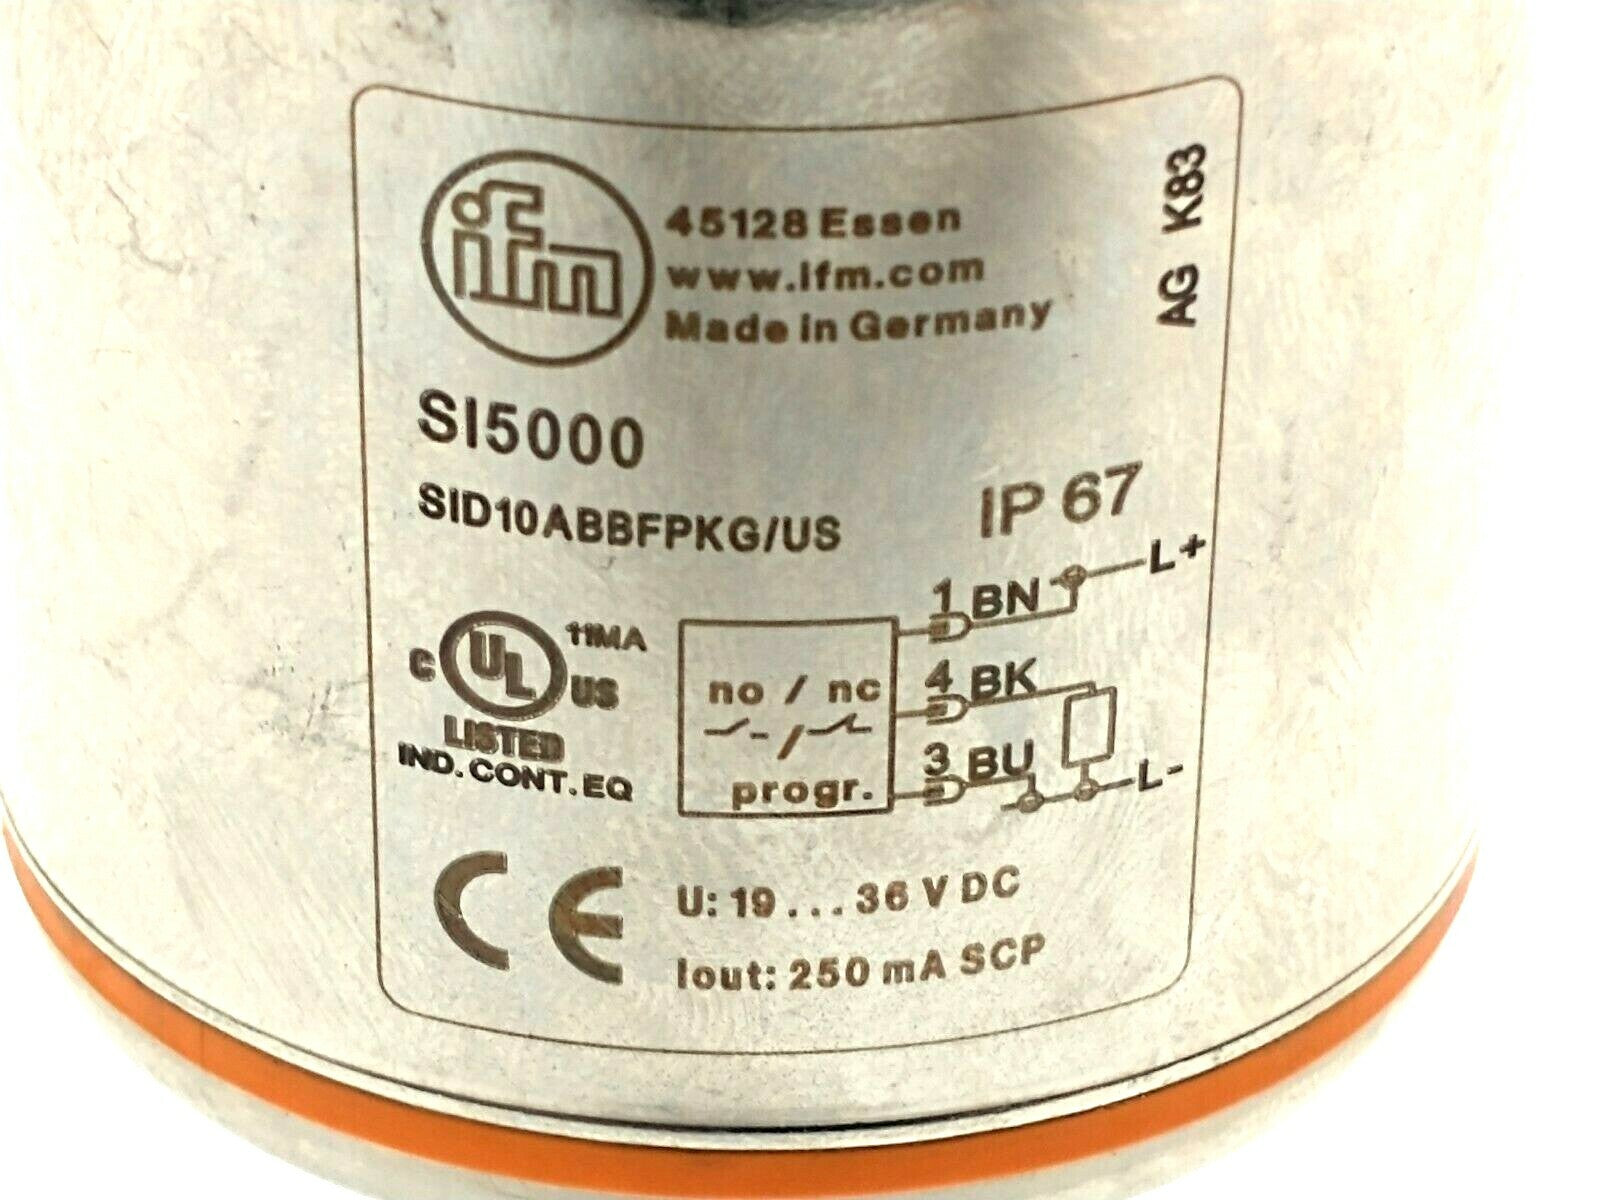 ifm
45128 Essen
www.ifm.com
Made in Germany
AG K83
SI5000
SID10ABBFPKG/US
IP 67
C UL US 11MA
LISTED
IND. CONT. EQ
no / nc
progr.
1 BN L+
4 BK
3 BU L-
CE
U: 19 ... 36 V DC
Iout: 250 mA SCP